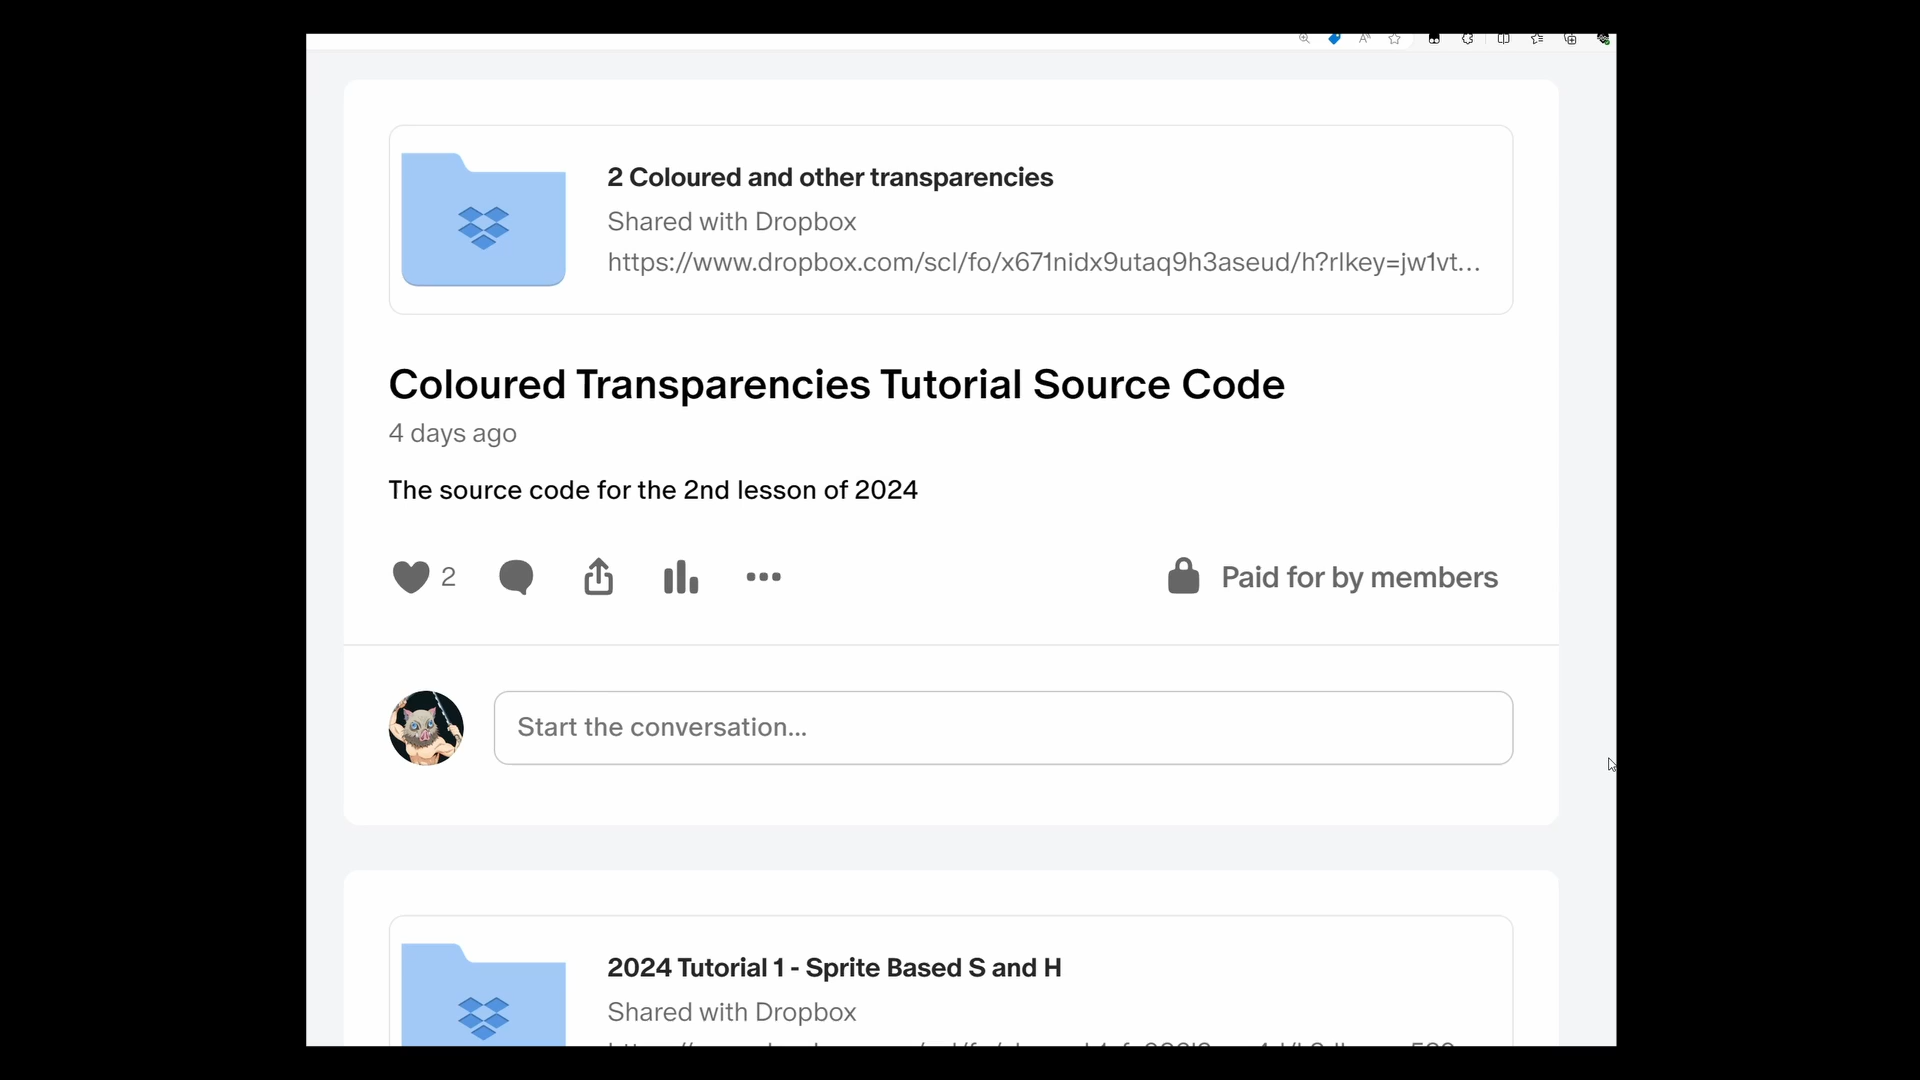 2 Coloured and other transparencies
Shared with Dropbox
https://www.dropbox.com/scl/fo/x671nidx9utaq9h3aseud/h?rlkey=jw1vt...
Coloured Transparencies Tutorial Source Code
4 days ago
The source code for the 2nd lesson of 2024
2
Paid for by members
Start the conversation...
2024 Tutorial 1 - Sprite Based S and H
Shared with Dropbox